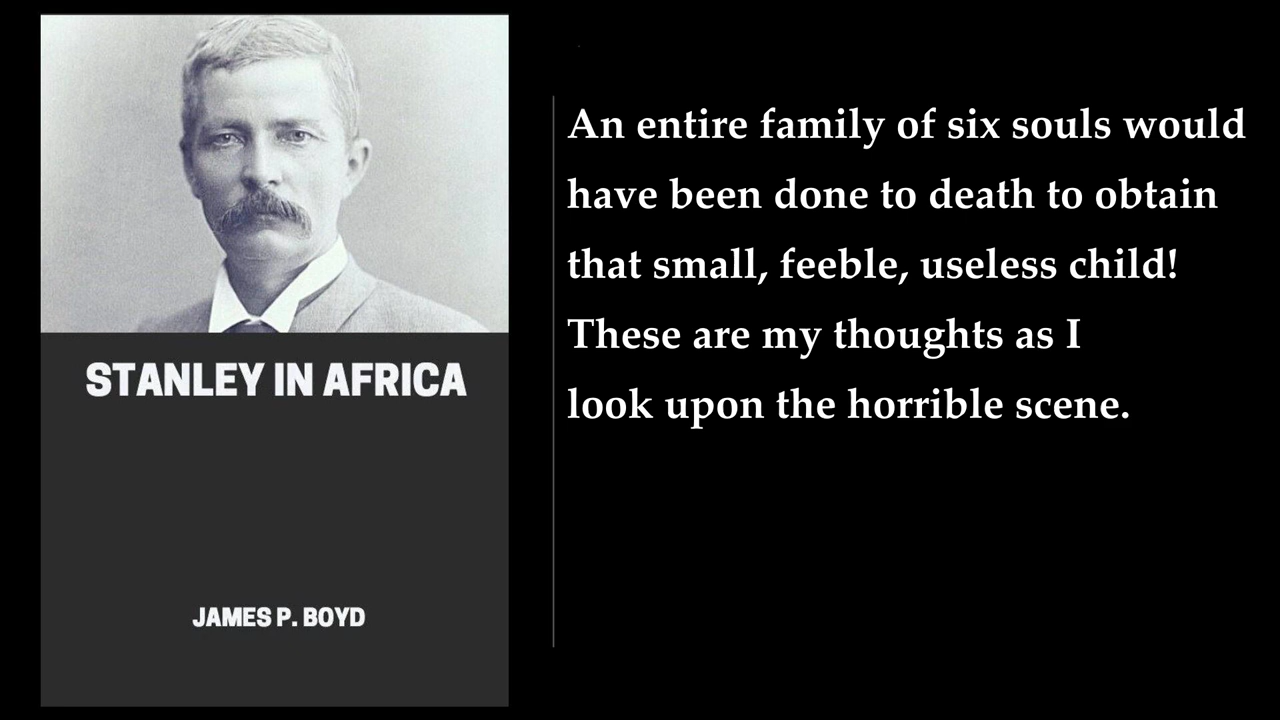 STANLEY IN AFRICA
JAMES P. BOYD
An entire family of six souls would
have been done to death to obtain
that small, feeble, useless child!
These are my thoughts as I
look upon the horrible scene.